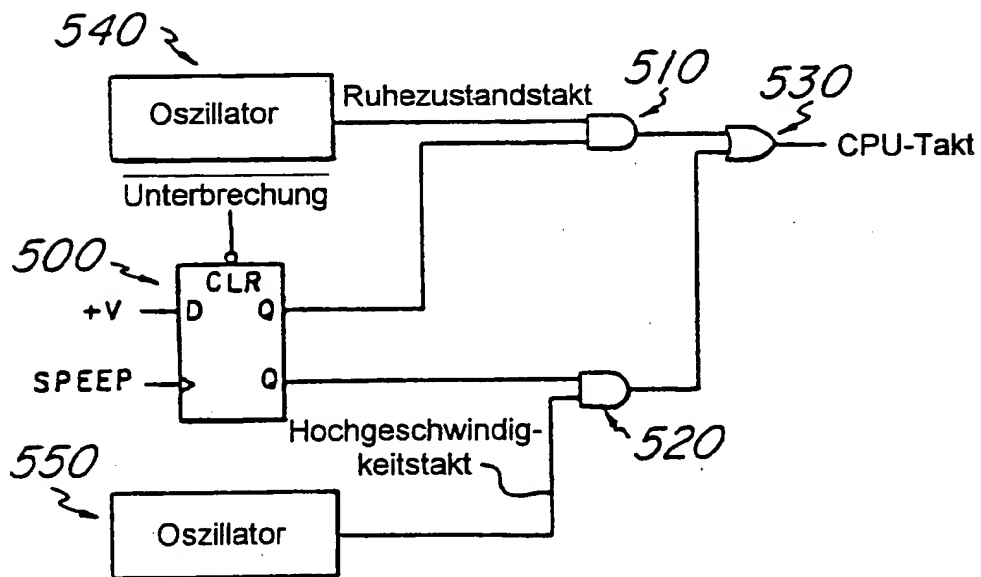 540
Oszillator
Ruhezustandstakt
510
530
CPU-Takt
Unterbrechung
500
CLR
+V
D
Q
SPEEP
Q
520
Hochgeschwindig-
keitstakt
550
Oszillator